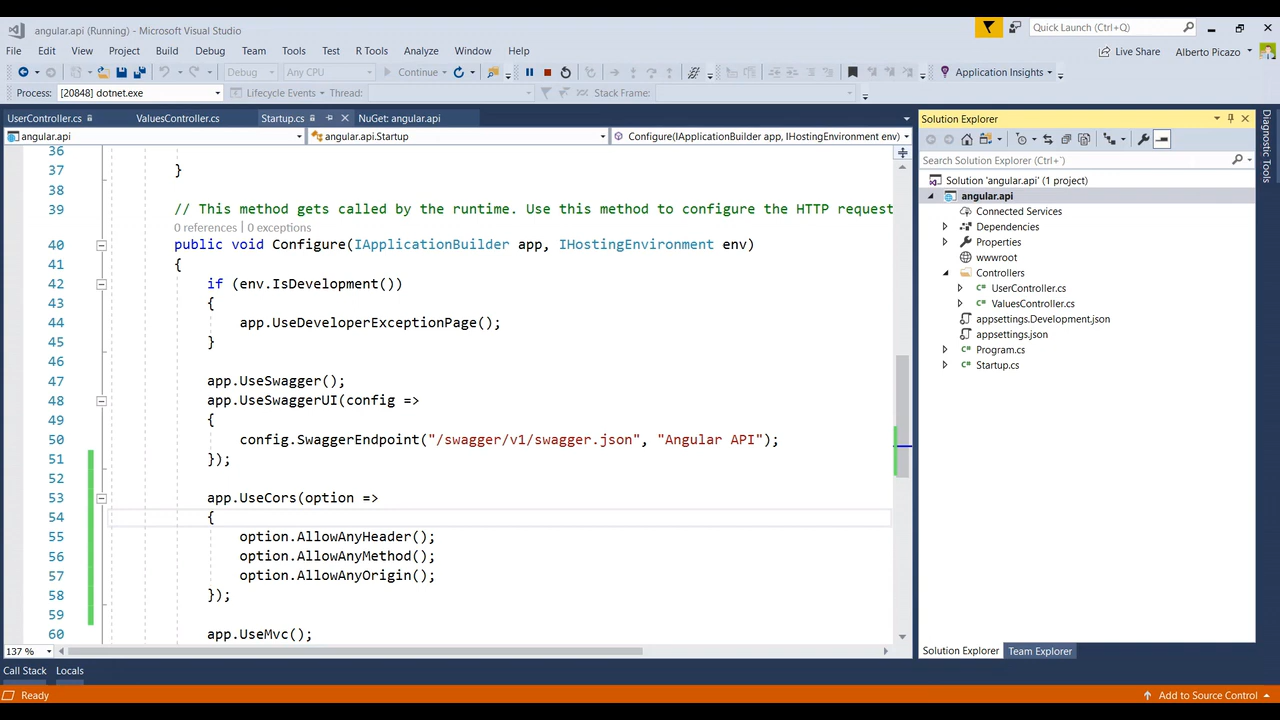 angular.api (Running) - Microsoft Visual Studio
Quick Launch (Ctrl+Q)
File Edit View Project Build Debug Team Tools Test R Tools Analyze Window Help
Live Share Alberto Picazo
Debug Any CPU Continue Application Insights
Process: [20848] dotnet.exe Lifecycle Events Thread: Stack Frame:
UserController.cs ValuesController.cs Startup.cs NuGet: angular.api
angular.api angular.api.Startup Configure(IApplicationBuilder app, IHostingEnvironment env)
36
37 }
38
39 // This method gets called by the runtime. Use this method to configure the HTTP request
0 references | 0 exceptions
40 public void Configure(IApplicationBuilder app, IHostingEnvironment env)
41 {
42 if (env.IsDevelopment())
43 {
44 app.UseDeveloperExceptionPage();
45 }
46
47 app.UseSwagger();
48 app.UseSwaggerUI(config =>
49 {
50 config.SwaggerEndpoint("/swagger/v1/swagger.json", "Angular API");
51 });
52
53 app.UseCors(option =>
54 {
55 option.AllowAnyHeader();
56 option.AllowAnyMethod();
57 option.AllowAnyOrigin();
58 });
59
60 app.UseMvc();
137 %
Solution Explorer
Search Solution Explorer (Ctrl+`)
Solution 'angular.api' (1 project)
angular.api
Connected Services
Dependencies
Properties
wwwroot
Controllers
UserController.cs
ValuesController.cs
appsettings.Development.json
appsettings.json
Program.cs
Startup.cs
Solution Explorer Team Explorer
Diagnostic Tools
Call Stack Locals
Ready Add to Source Control